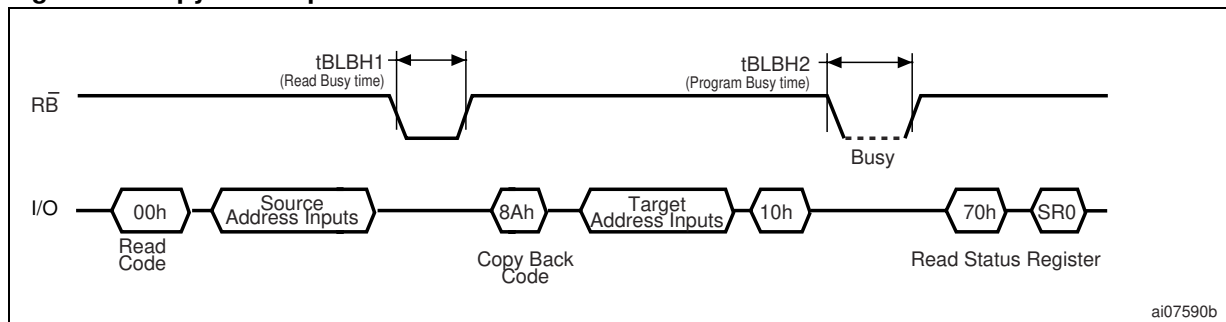 tBLBH1
(Read Busy time)
tBLBH2
(Program Busy time)
RB̅
Busy
I/O
00h
Source
Address Inputs
8Ah
Target
Address Inputs
10h
70h
SR0
Read
Code
Copy Back
Code
Read Status Register
ai07590b